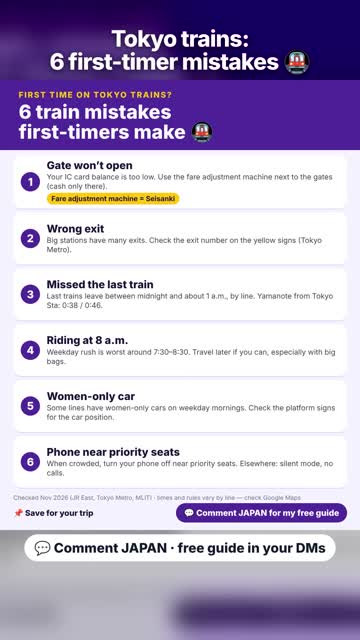 Tokyo trains:
6 first-timer mistakes 🚇
FIRST TIME ON TOKYO TRAINS?
6 train mistakes
first-timers make 🚇
1
Gate won't open
Your IC card balance is too low. Use the fare adjustment machine next to the gates
(cash only there).
Fare adjustment machine = Seisanki
2
Wrong exit
Big stations have many exits. Check the exit number on the yellow signs (Tokyo
Metro).
3
Missed the last train
Last trains leave between midnight and about 1 a.m., by line. Yamanote from Tokyo
Sta: 0:38 / 0:46.
4
Riding at 8 a.m.
Weekday rush is worst around 7:30–8:30. Travel later if you can, especially with big
bags.
5
Women-only car
Some lines have women-only cars on weekday mornings. Check the platform signs
for the car position.
6
Phone near priority seats
When crowded, turn your phone off near priority seats. Elsewhere: silent mode, no
calls.
Checked Nov 2026 (JR East, Tokyo Metro, MLIT) · times and rules vary by line — check Google Maps
📌 Save for your trip
💬 Comment JAPAN for my free guide
💬 Comment JAPAN · free guide in your DMs